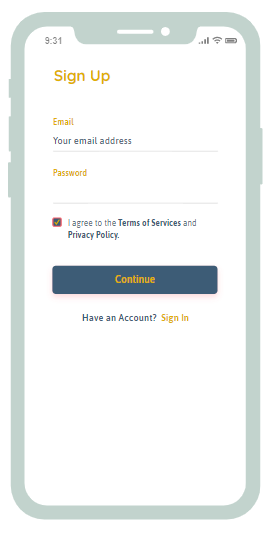 9:31
Sign Up
Email
Your email address
Password
I agree to the Terms of Services and
Privacy Policy.
Continue
Have an Account? Sign In